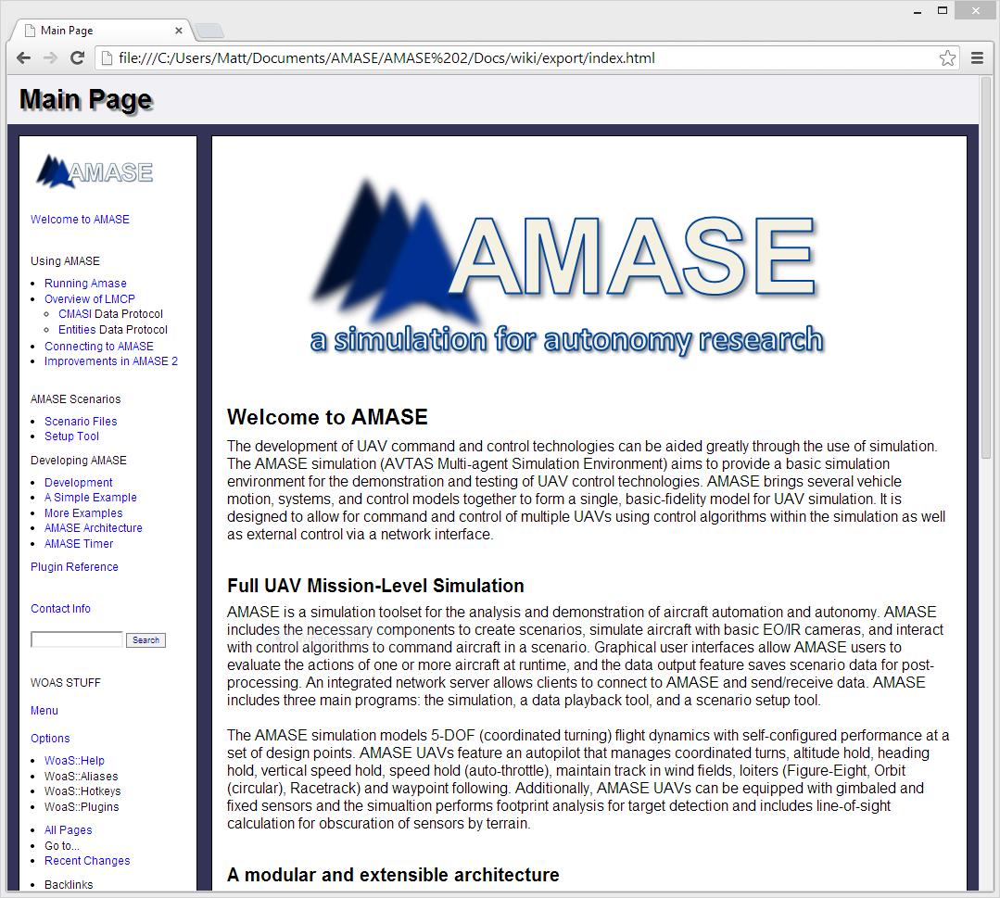 Main Page
file:///C:/Users/Matt/Documents/AMASE/AMASE%202/Docs/wiki/export/index.html
Main Page
AMASE
Welcome to AMASE
Using AMASE
Running Amase
Overview of LMCP
CMASI Data Protocol
Entities Data Protocol
Connecting to AMASE
Improvements in AMASE 2
AMASE Scenarios
Scenario Files
Setup Tool
Developing AMASE
Development
A Simple Example
More Examples
AMASE Architecture
AMASE Timer
Plugin Reference
Contact Info
Search
WOAS STUFF
Menu
Options
WoaS::Help
WoaS::Aliases
WoaS::Hotkeys
WoaS::Plugins
All Pages
Go to...
Recent Changes
Backlinks
AMASE
a simulation for autonomy research
Welcome to AMASE
The development of UAV command and control technologies can be aided greatly through the use of simulation.
The AMASE simulation (AVTAS Multi-agent Simulation Environment) aims to provide a basic simulation
environment for the demonstration and testing of UAV control technologies. AMASE brings several vehicle
motion, systems, and control models together to form a single, basic-fidelity model for UAV simulation. It is
designed to allow for command and control of multiple UAVs using control algorithms within the simulation as well
as external control via a network interface.
Full UAV Mission-Level Simulation
AMASE is a simulation toolset for the analysis and demonstration of aircraft automation and autonomy. AMASE
includes the necessary components to create scenarios, simulate aircraft with basic EO/IR cameras, and interact
with control algorithms to command aircraft in a scenario. Graphical user interfaces allow AMASE users to
evaluate the actions of one or more aircraft at runtime, and the data output feature saves scenario data for post-
processing. An integrated network server allows clients to connect to AMASE and send/receive data. AMASE
includes three main programs: the simulation, a data playback tool, and a scenario setup tool.
The AMASE simulation models 5-DOF (coordinated turning) flight dynamics with self-configured performance at a
set of design points. AMASE UAVs feature an autopilot that manages coordinated turns, altitude hold, heading
hold, vertical speed hold, speed hold (auto-throttle), maintain track in wind fields, loiters (Figure-Eight, Orbit
(circular), Racetrack) and waypoint following. Additionally, AMASE UAVs can be equipped with gimbaled and
fixed sensors and the simualtion performs footprint analysis for target detection and includes line-of-sight
calculation for obscuration of sensors by terrain.
A modular and extensible architecture